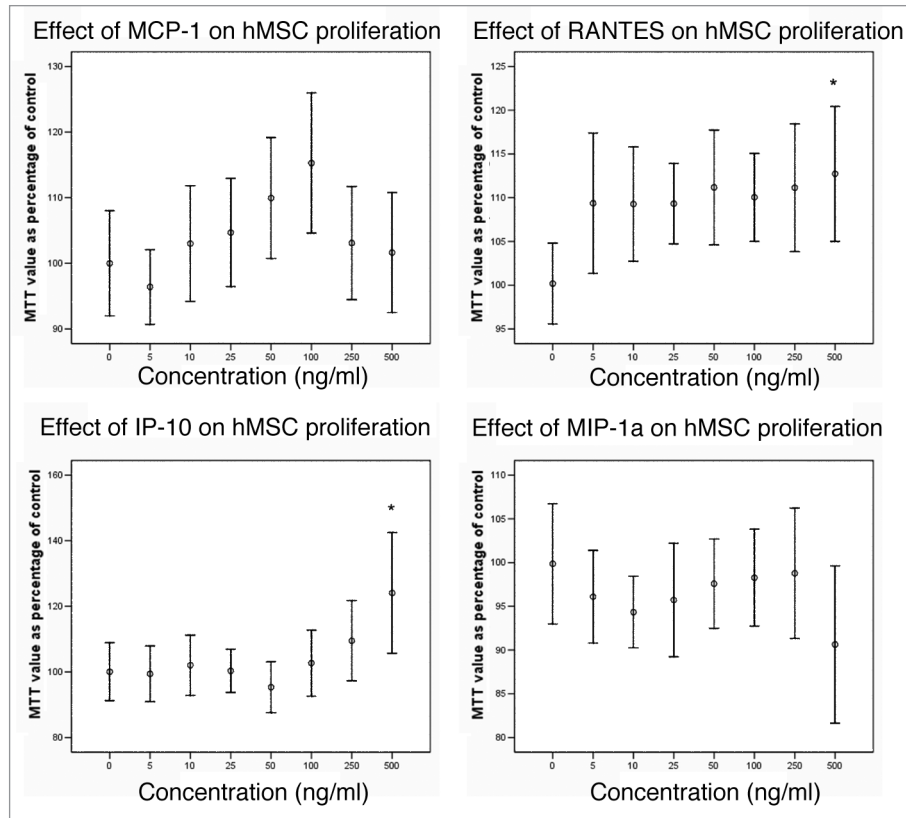 Effect of MCP-1 on hMSC proliferation
MTT value as percentage of control
130
120
110
100
90
0 5 10 25 50 100 250 500
Concentration (ng/ml)
Effect of RANTES on hMSC proliferation
MTT value as percentage of control
125
120
115
110
105
100
95
*
0 5 10 25 50 100 250 500
Concentration (ng/ml)
Effect of IP-10 on hMSC proliferation
MTT value as percentage of control
160
140
120
100
80
*
0 5 10 25 50 100 250 500
Concentration (ng/ml)
Effect of MIP-1a on hMSC proliferation
MTT value as percentage of control
110
105
100
95
90
85
80
0 5 10 25 50 100 250 500
Concentration (ng/ml)